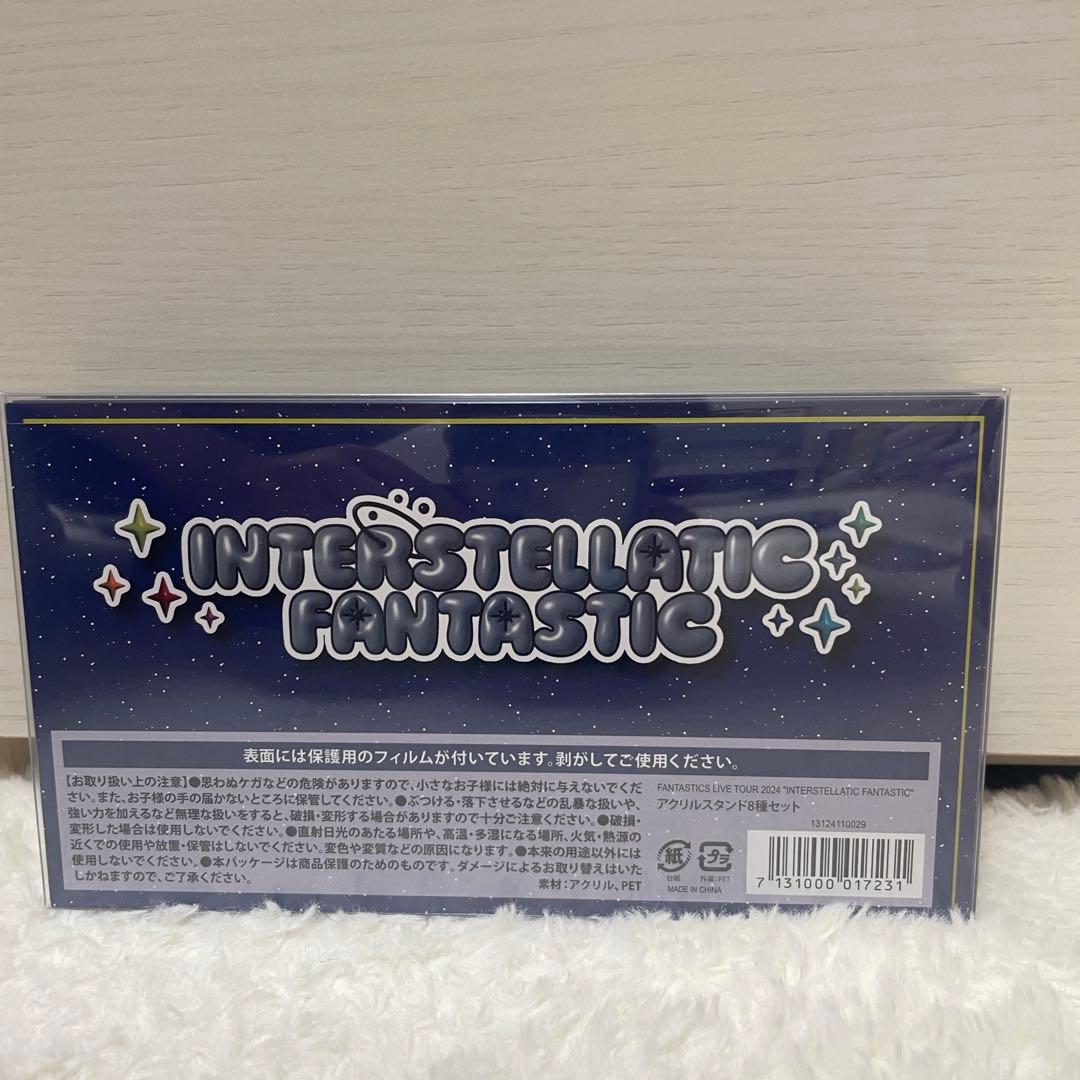 INTERSTELLATIC
FANTASTIC
表面には保護用のフィルムが付いています。剥がしてご使用ください。
【お取り扱い上の注意】●思わぬケガなどの危険がありますので、小さなお子様には絶対に与えないでくだ
さい。また、お子様の手の届かないところに保管してください。●ぶつける・落下させるなどの乱暴な扱いや、
強い力を加えるなど無理な扱いをすると、破損・変形する場合がありますので十分ご注意ください。●破損・
変形した場合は使用しないでください。●直射日光のあたる場所や、高温・多湿になる場所、火気・熱源の
近くでの使用や放置・保管はしないでください。変色や変質などの原因になります。●本来の用途以外には
使用しないでください。●本パッケージは商品保護のためのものです。ダメージによるお取り替えはいた
しかねますので、ご了承ください。
素材:アクリル、PET
FANTASTICS LIVE TOUR 2024 "INTERSTELLATIC FANTASTIC"
アクリルスタンド8種セット
13124110029
紙
台紙
プラ
外装:PET
MADE IN CHINA
7 131000 017231